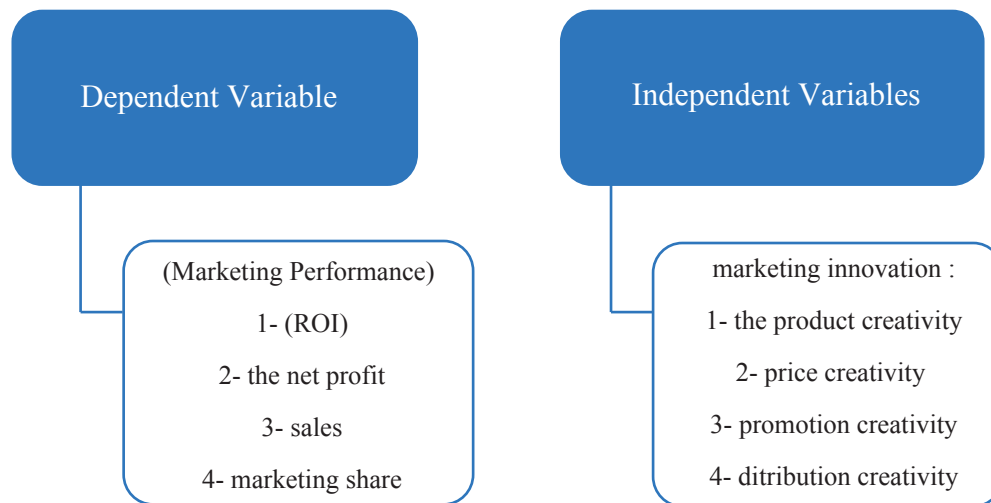 Dependent Variable
(Marketing Performance)
1- (ROI)
2- the net profit
3- sales
4- marketing share
Independent Variables
marketing innovation :
1- the product creativity
2- price creativity
3- promotion creativity
4- ditribution creativity